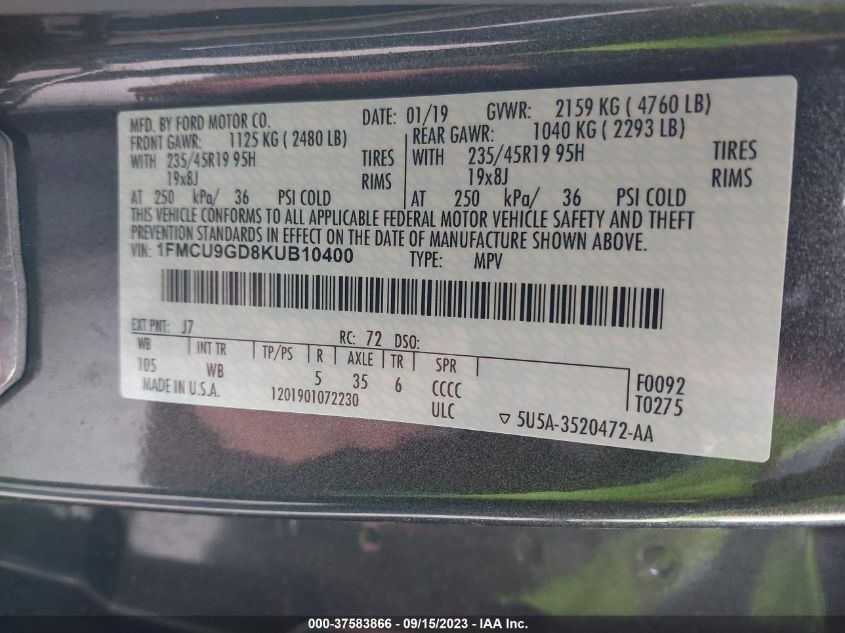 MFD. BY FORD MOTOR CO. DATE: 01/19 GVWR: 2159 KG ( 4760 LB)
FRONT GAWR: 1125 KG ( 2480 LB) REAR GAWR: 1040 KG ( 2293 LB)
WITH 235/45R19 95H TIRES WITH 235/45R19 95H TIRES
19x8J RIMS 19x8J RIMS
AT 250 kPa/ 36 PSI COLD AT 250 kPa/ 36 PSI COLD
THIS VEHICLE CONFORMS TO ALL APPLICABLE FEDERAL MOTOR VEHICLE SAFETY AND THEFT
PREVENTION STANDARDS IN EFFECT ON THE DATE OF MANUFACTURE SHOWN ABOVE.
VIN: 1FMCU9GD8KUB10400 TYPE: MPV
EXT PNT: J7 RC: 72 DSO:
WB INT TR TP/PS R AXLE TR SPR
105 WB 5 35 6 CCCC F0092
MADE IN U.S.A. 1201901072230 ULC T0275
▽ 5U5A-3520472-AA
000-37583866 - 09/15/2023 - IAA Inc.